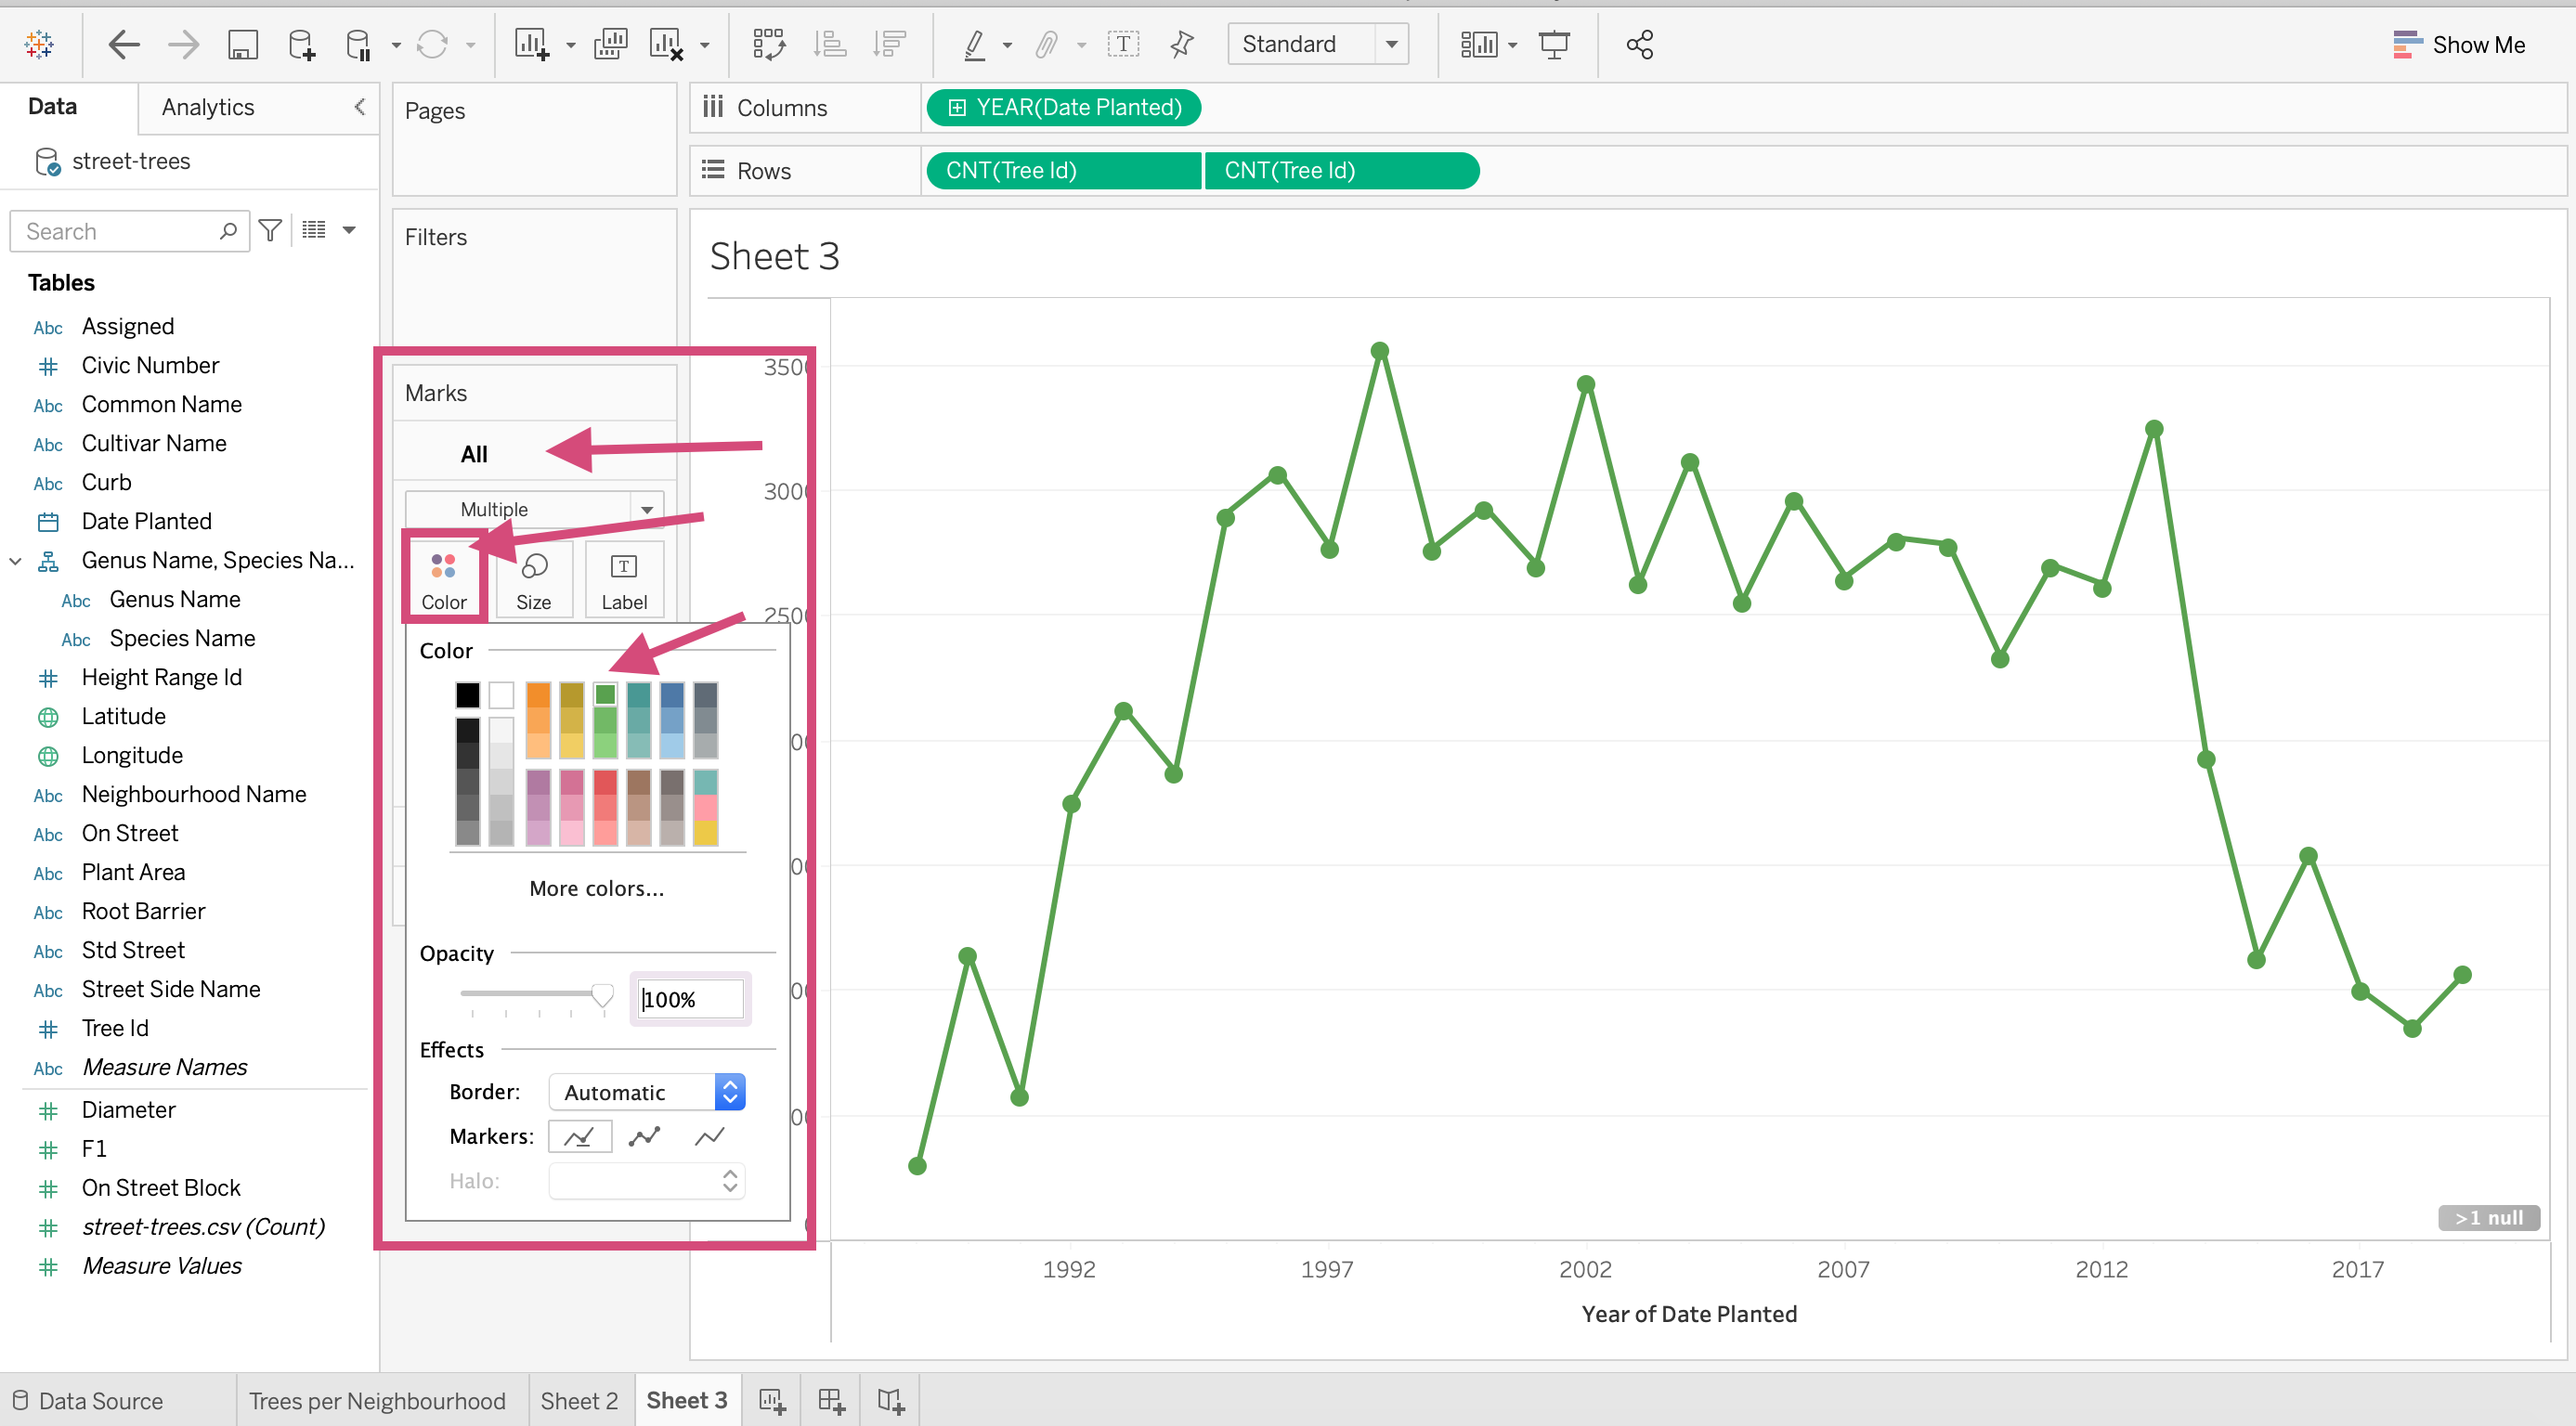 Standard
Show Me
Data
Analytics
street-trees
Search
Tables
Abc Assigned
Civic Number
Abc Common Name
Abc Cultivar Name
Abc Curb
Date Planted
Genus Name, Species Na...
Abc Genus Name
Abc Species Name
Height Range Id
Latitude
Longitude
Abc Neighbourhood Name
Abc On Street
Abc Plant Area
Abc Root Barrier
Abc Std Street
Abc Street Side Name
Tree Id
Abc Measure Names
Diameter
F1
On Street Block
street-trees.csv (Count)
Measure Values
Pages
Filters
Marks
All
Multiple
Color
Size
T
Label
Color
More colors...
Opacity
100%
Effects
Border: Automatic
Markers:
Halo:
Columns
YEAR(Date Planted)
Rows
CNT(Tree Id)
CNT(Tree Id)
Sheet 3
>1 null
1992
1997
2002
2007
2012
2017
Year of Date Planted
Data Source
Trees per Neighbourhood
Sheet 2
Sheet 3